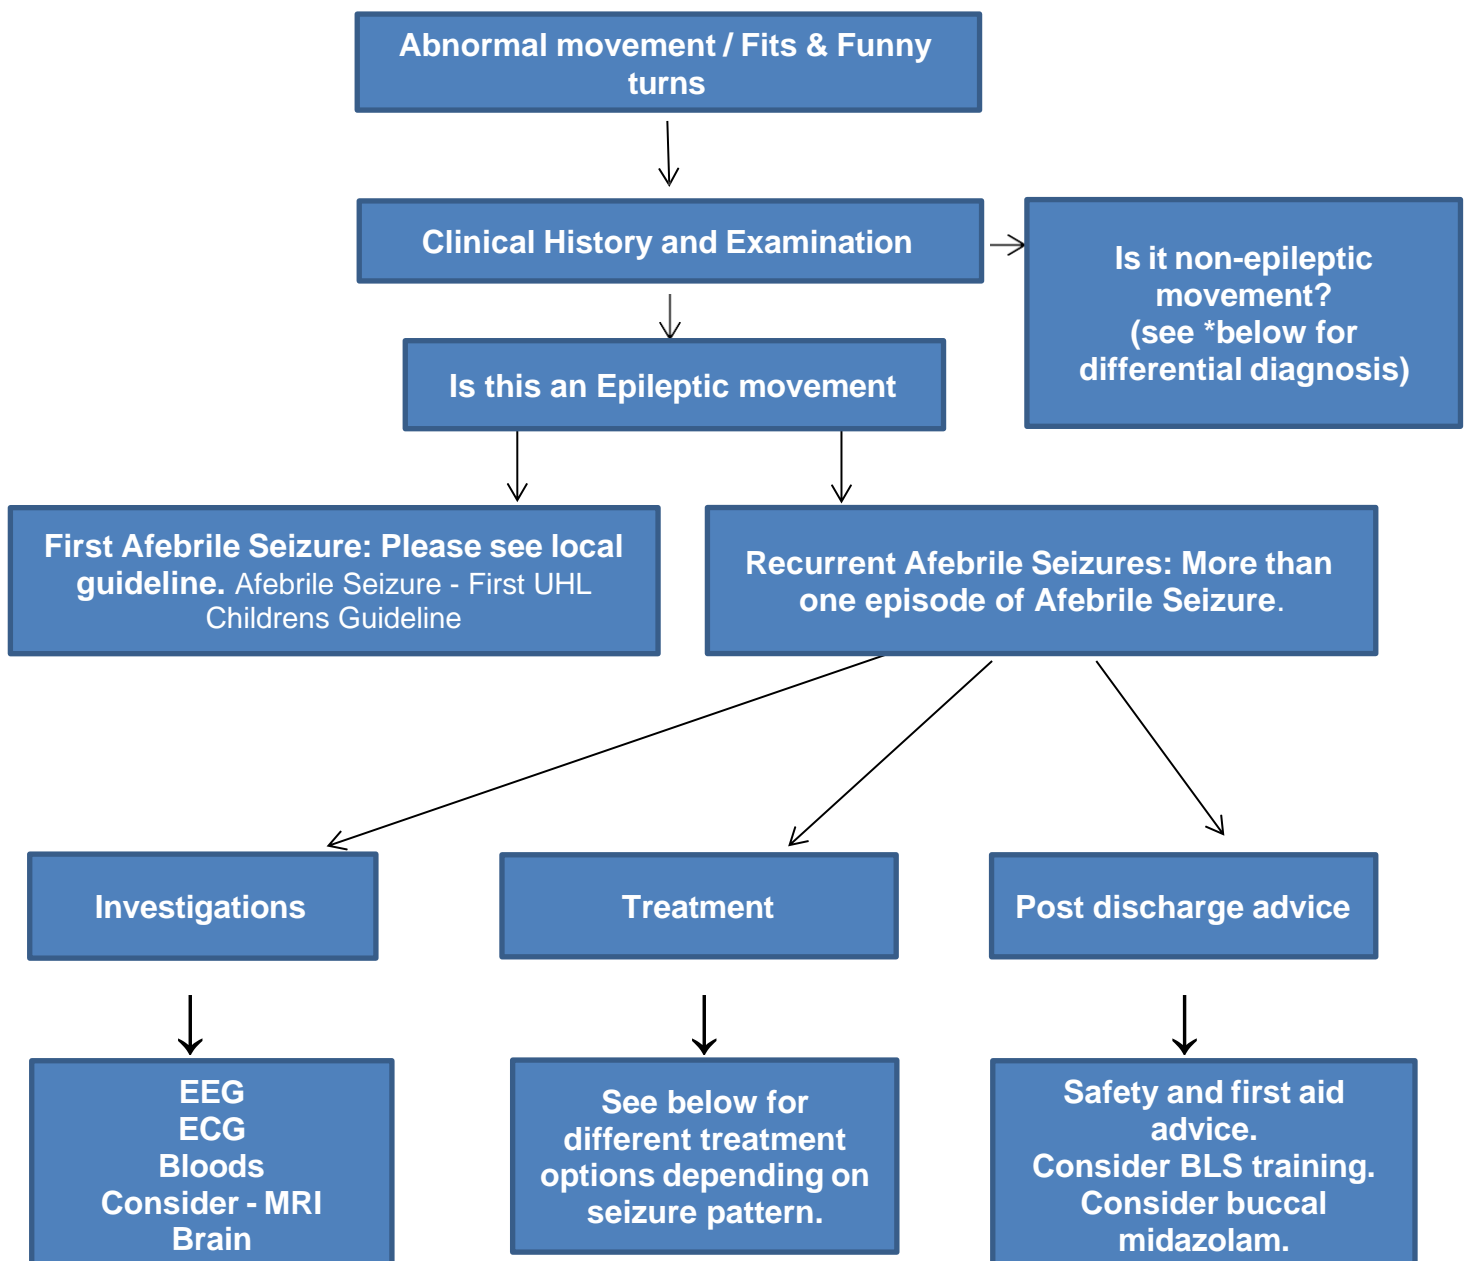 Abnormal movement / Fits & Funny
turns
Clinical History and Examination
Is it non-epileptic
movement?
(see *below for
differential diagnosis)
Is this an Epileptic movement
First Afebrile Seizure: Please see local
guideline. Afebrile Seizure - First UHL
Childrens Guideline
Recurrent Afebrile Seizures: More than
one episode of Afebrile Seizure.
Investigations
Treatment
Post discharge advice
EEG
ECG
Bloods
Consider - MRI
Brain
See below for
different treatment
options depending on
seizure pattern.
Safety and first aid
advice.
Consider BLS training.
Consider buccal
midazolam.